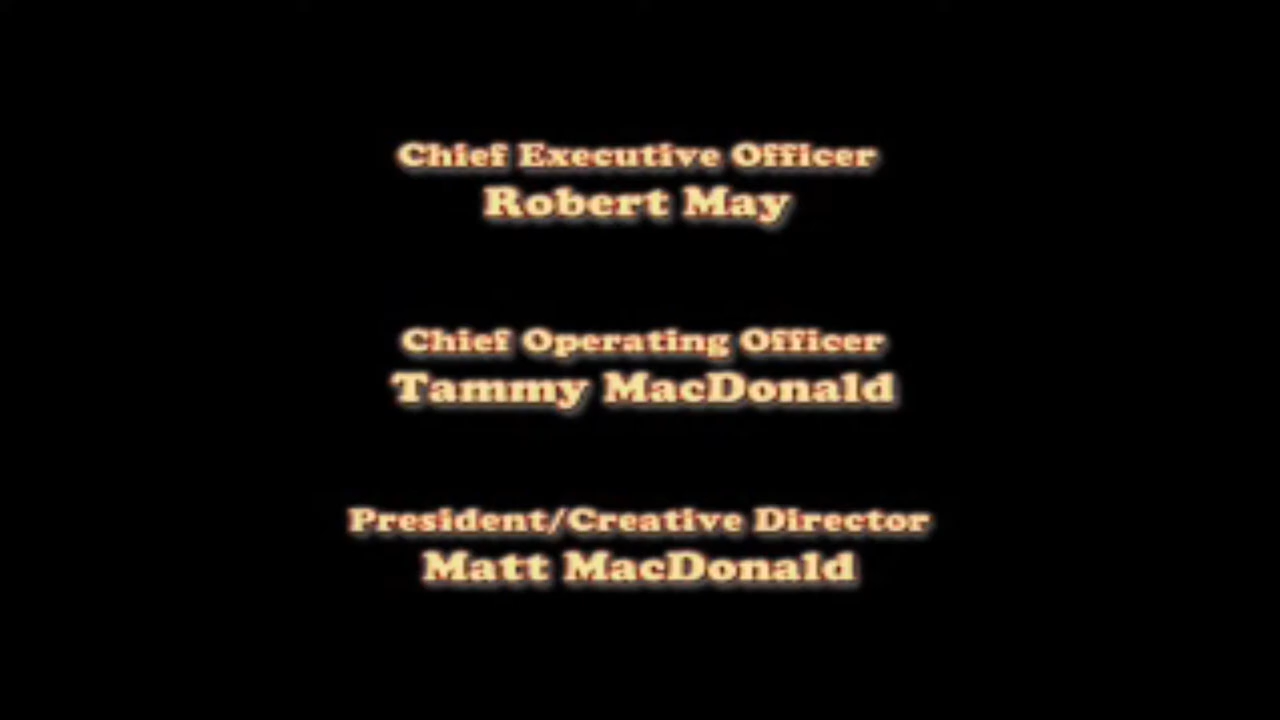 Chief Executive Officer
Robert May
Chief Operating Officer
Tammy MacDonald
President/Creative Director
Matt MacDonald